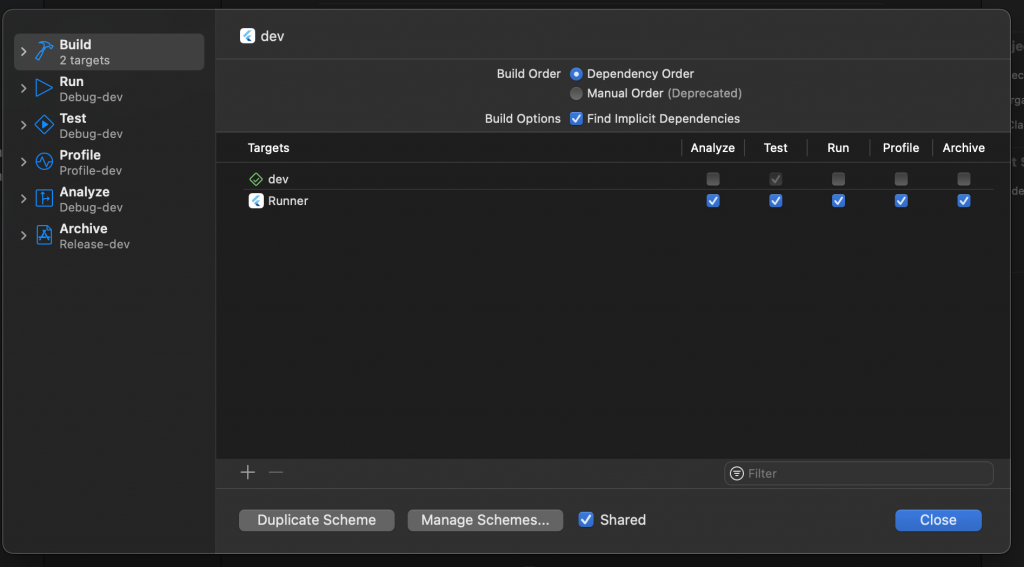 Build
2 targets
Run
Debug-dev
Test
Debug-dev
Profile
Profile-dev
Analyze
Debug-dev
Archive
Release-dev
dev
Build Order Dependency Order
Manual Order (Deprecated)
Build Options Find Implicit Dependencies
Targets Analyze Test Run Profile Archive
dev
Runner
Filter
Duplicate Scheme Manage Schemes... Shared Close